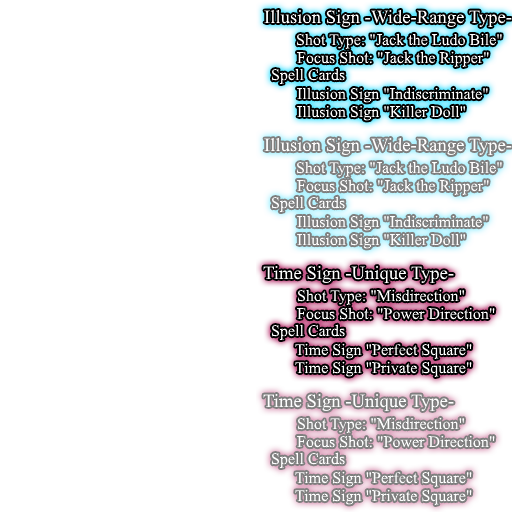 Illusion Sign -Wide-Range Type-
Shot Type: "Jack the Ludo Bile"
Focus Shot: "Jack the Ripper"
Spell Cards
Illusion Sign "Indiscriminate"
Illusion Sign "Killer Doll"
Illusion Sign -Wide-Range Type-
Shot Type: "Jack the Ludo Bile"
Focus Shot: "Jack the Ripper"
Spell Cards
Illusion Sign "Indiscriminate"
Illusion Sign "Killer Doll"
Time Sign -Unique Type-
Shot Type: "Misdirection"
Focus Shot: "Power Direction"
Spell Cards
Time Sign "Perfect Square"
Time Sign "Private Square"
Time Sign -Unique Type-
Shot Type: "Misdirection"
Focus Shot: "Power Direction"
Spell Cards
Time Sign "Perfect Square"
Time Sign "Private Square"